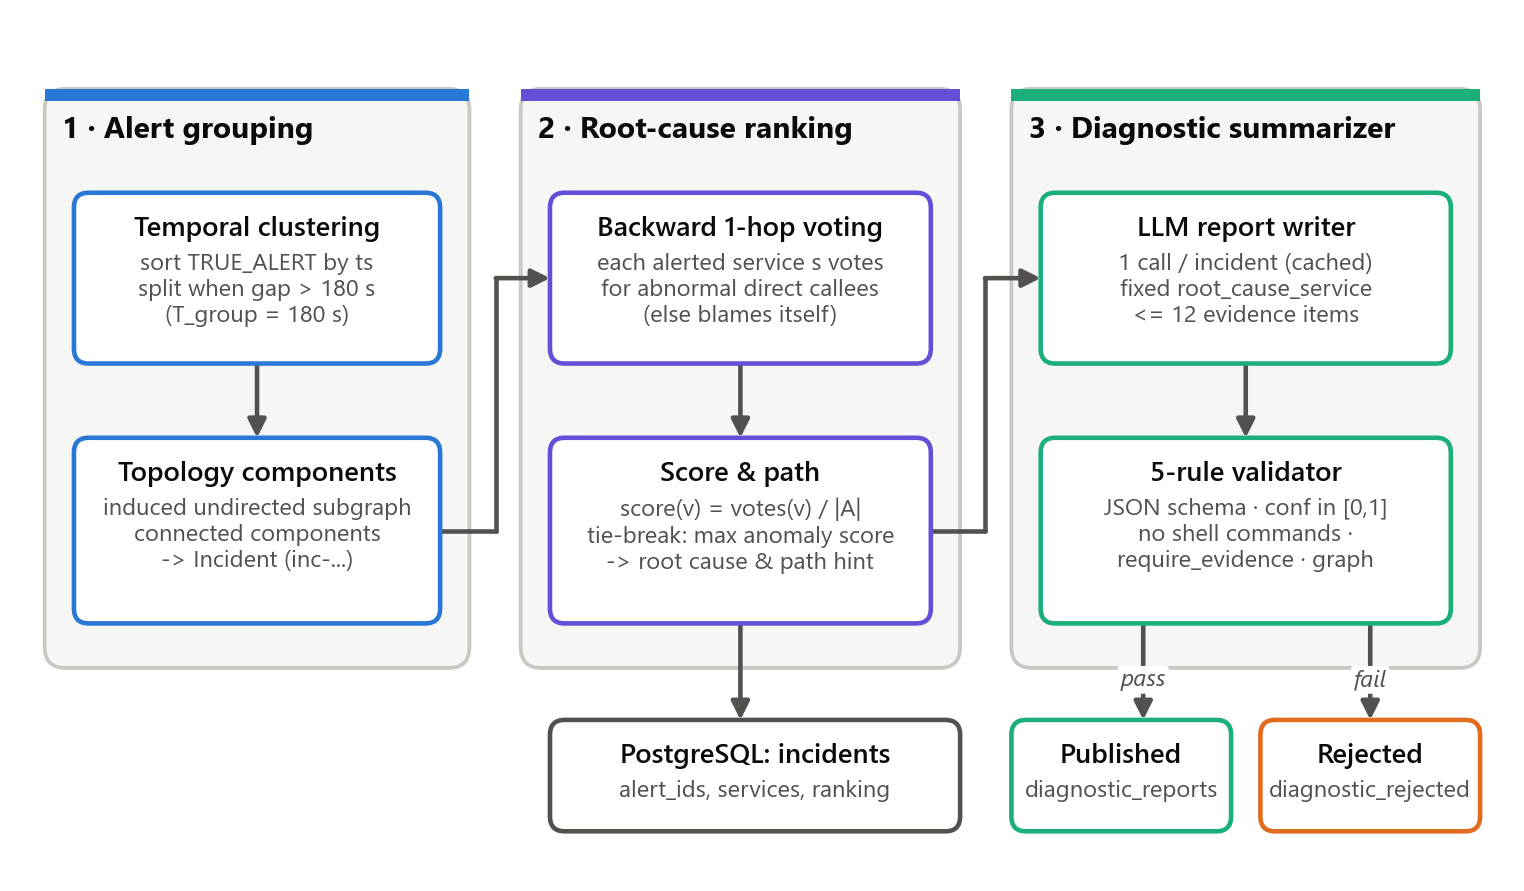 1 · Alert grouping
Temporal clustering
sort TRUE_ALERT by ts
split when gap > 180 s
(T_group = 180 s)
Topology components
induced undirected subgraph
connected components
-> Incident (inc-...)
2 · Root-cause ranking
Backward 1-hop voting
each alerted service s votes
for abnormal direct callees
(else blames itself)
Score & path
score(v) = votes(v) / |A|
tie-break: max anomaly score
-> root cause & path hint
PostgreSQL: incidents
alert_ids, services, ranking
3 · Diagnostic summarizer
LLM report writer
1 call / incident (cached)
fixed root_cause_service
<= 12 evidence items
5-rule validator
JSON schema · conf in [0,1]
no shell commands ·
require_evidence · graph
pass
fail
Published
diagnostic_reports
Rejected
diagnostic_rejected